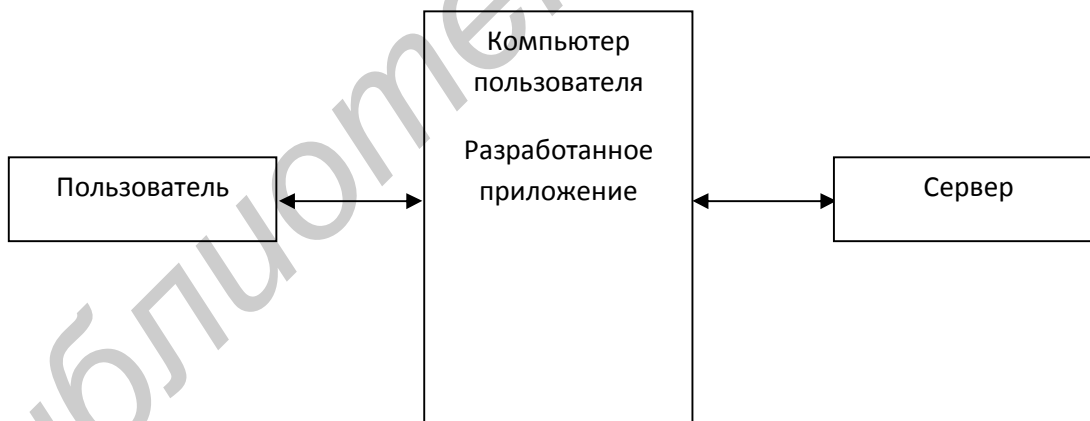 Компьютер
пользователя
Разработанное
приложение
Пользователь
Сервер